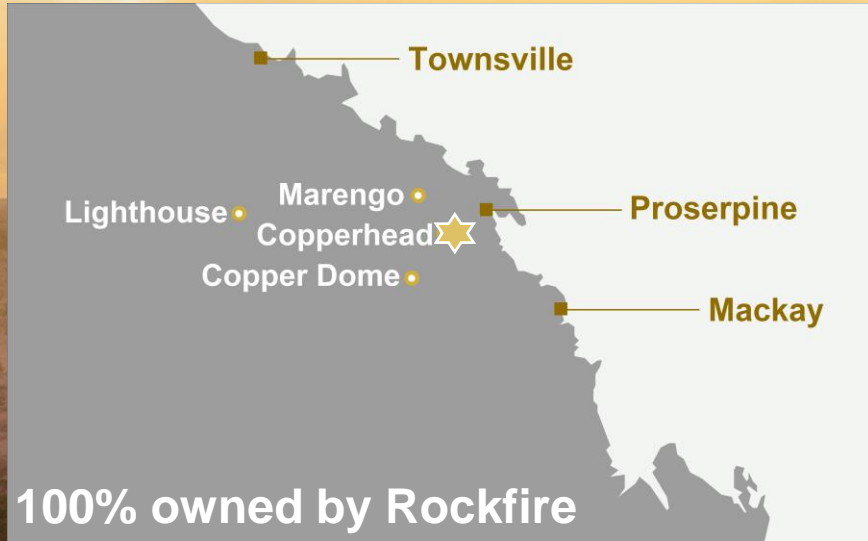 Townsville
Marengo
Lighthouse
Proserpine
Copperhead
Copper Dome
Mackay
100% owned by Rockfire